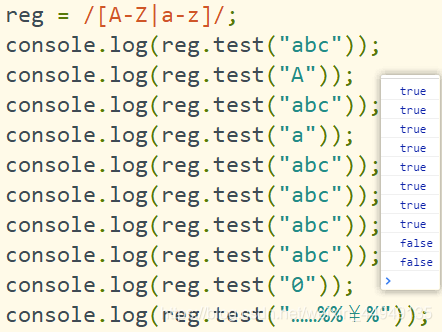 reg = /[A-Z|a-z]/;
console.log(reg.test("abc"));
console.log(reg.test("A"));
console.log(reg.test("abc"));
console.log(reg.test("a"));
console.log(reg.test("abc"));
console.log(reg.test("abc"));
console.log(reg.test("abc"));
console.log(reg.test("abc"));
console.log(reg.test("0"));
console.log(reg.test("……%%￥%"));
true
true
true
true
true
true
true
true
false
false
>